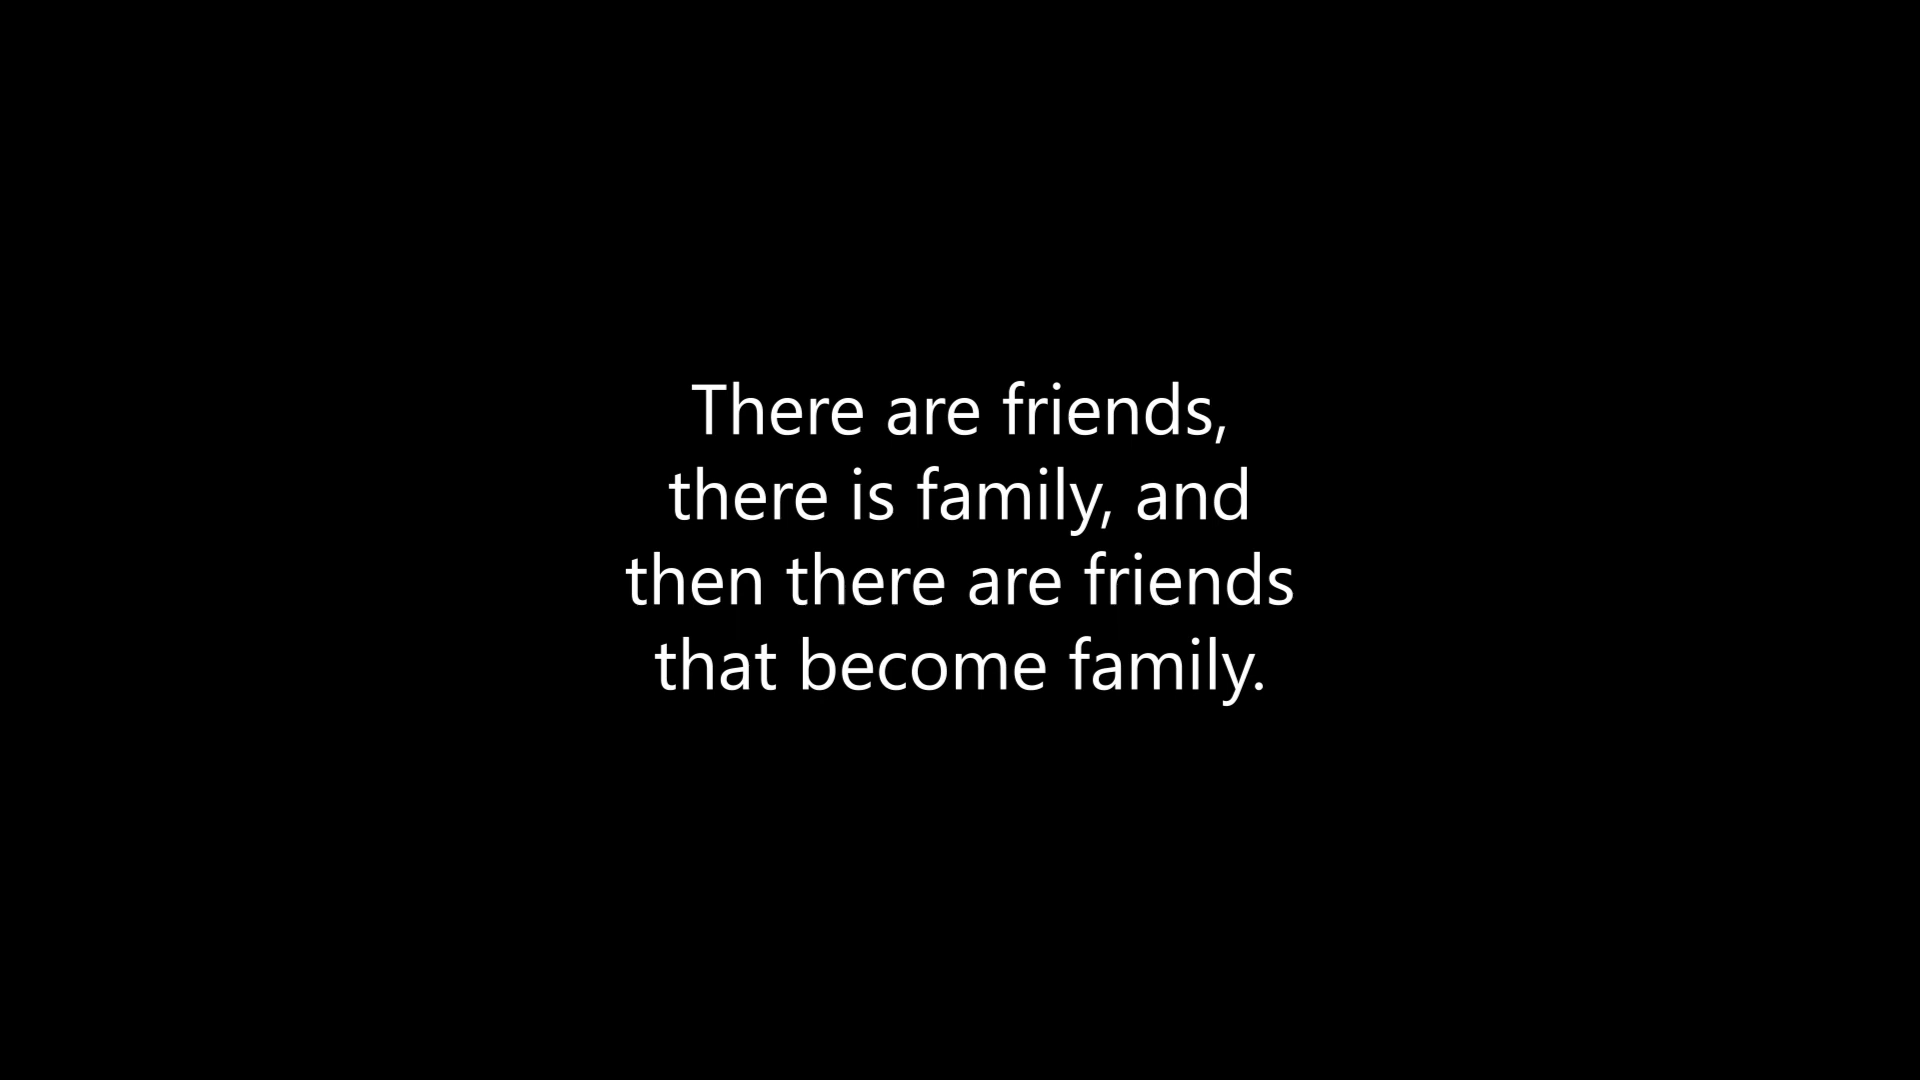 There are friends,
there is family, and
then there are friends
that become family.